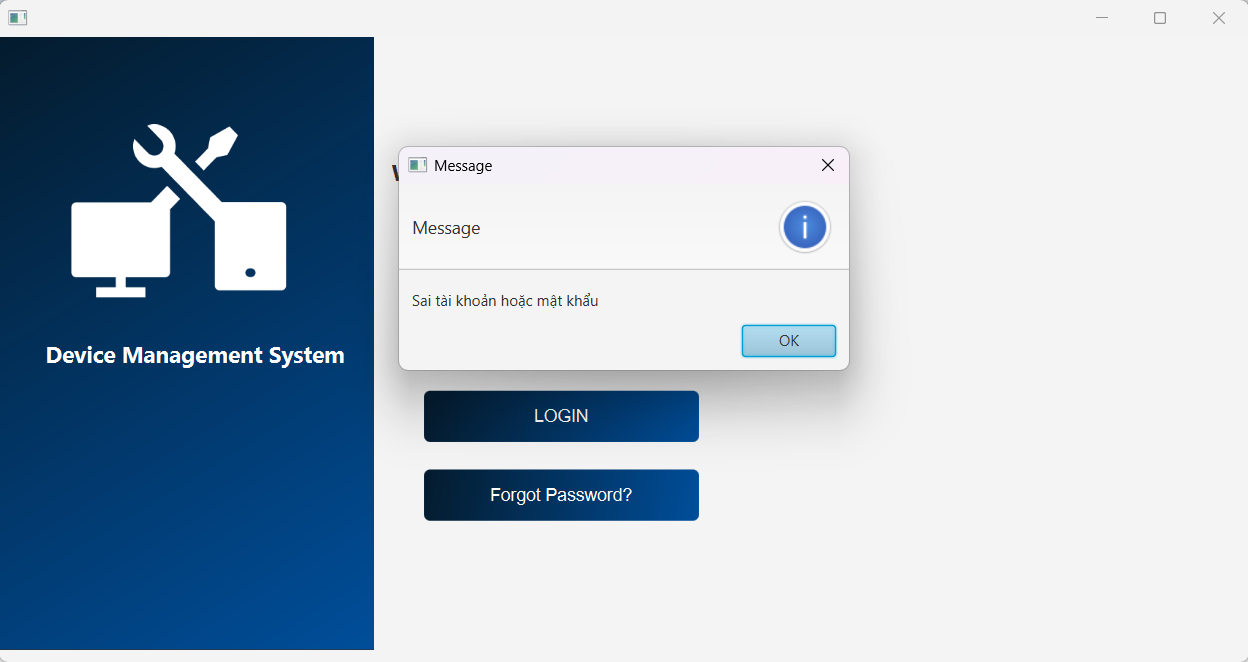 Message
Message
Sai tài khoản hoặc mật khẩu
OK
Device Management System
LOGIN
Forgot Password?